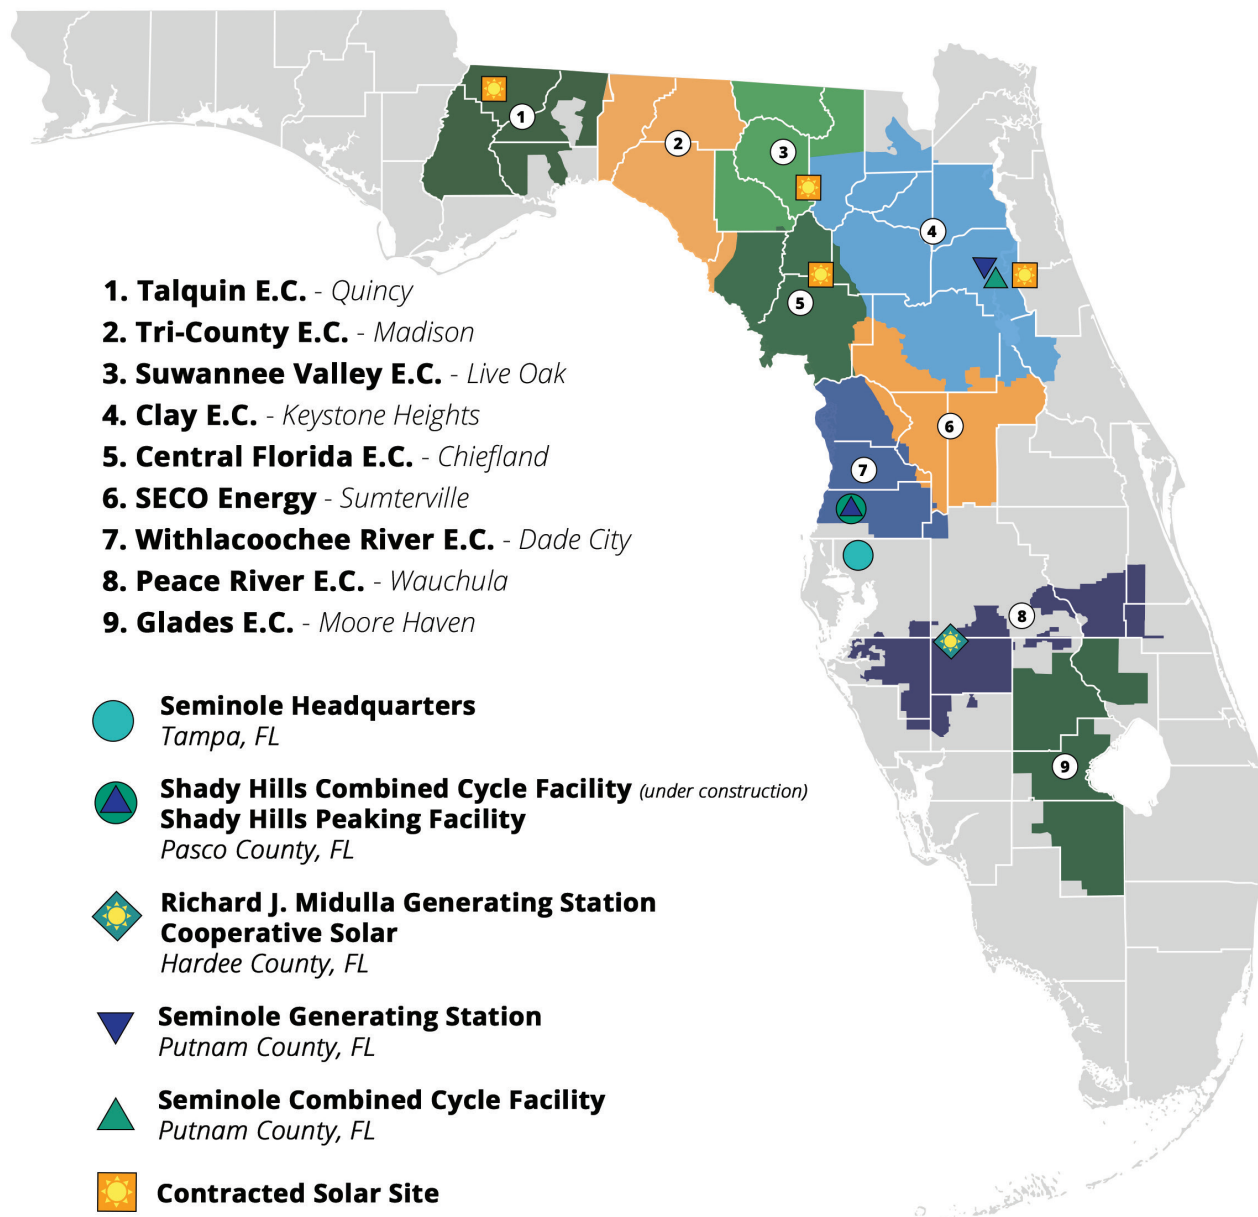 1. Talquin E.C. - Quincy
2. Tri-County E.C. - Madison
3. Suwannee Valley E.C. - Live Oak
4. Clay E.C. - Keystone Heights
5. Central Florida E.C. - Chiefland
6. SECO Energy - Sumterville
7. Withlacoochee River E.C. - Dade City
8. Peace River E.C. - Wauchula
9. Glades E.C. - Moore Haven
Seminole Headquarters
Tampa, FL
Shady Hills Combined Cycle Facility (under construction)
Shady Hills Peaking Facility
Pasco County, FL
Richard J. Midulla Generating Station
Cooperative Solar
Hardee County, FL
Seminole Generating Station
Putnam County, FL
Seminole Combined Cycle Facility
Putnam County, FL
Contracted Solar Site
1
2
3
4
5
6
7
8
9